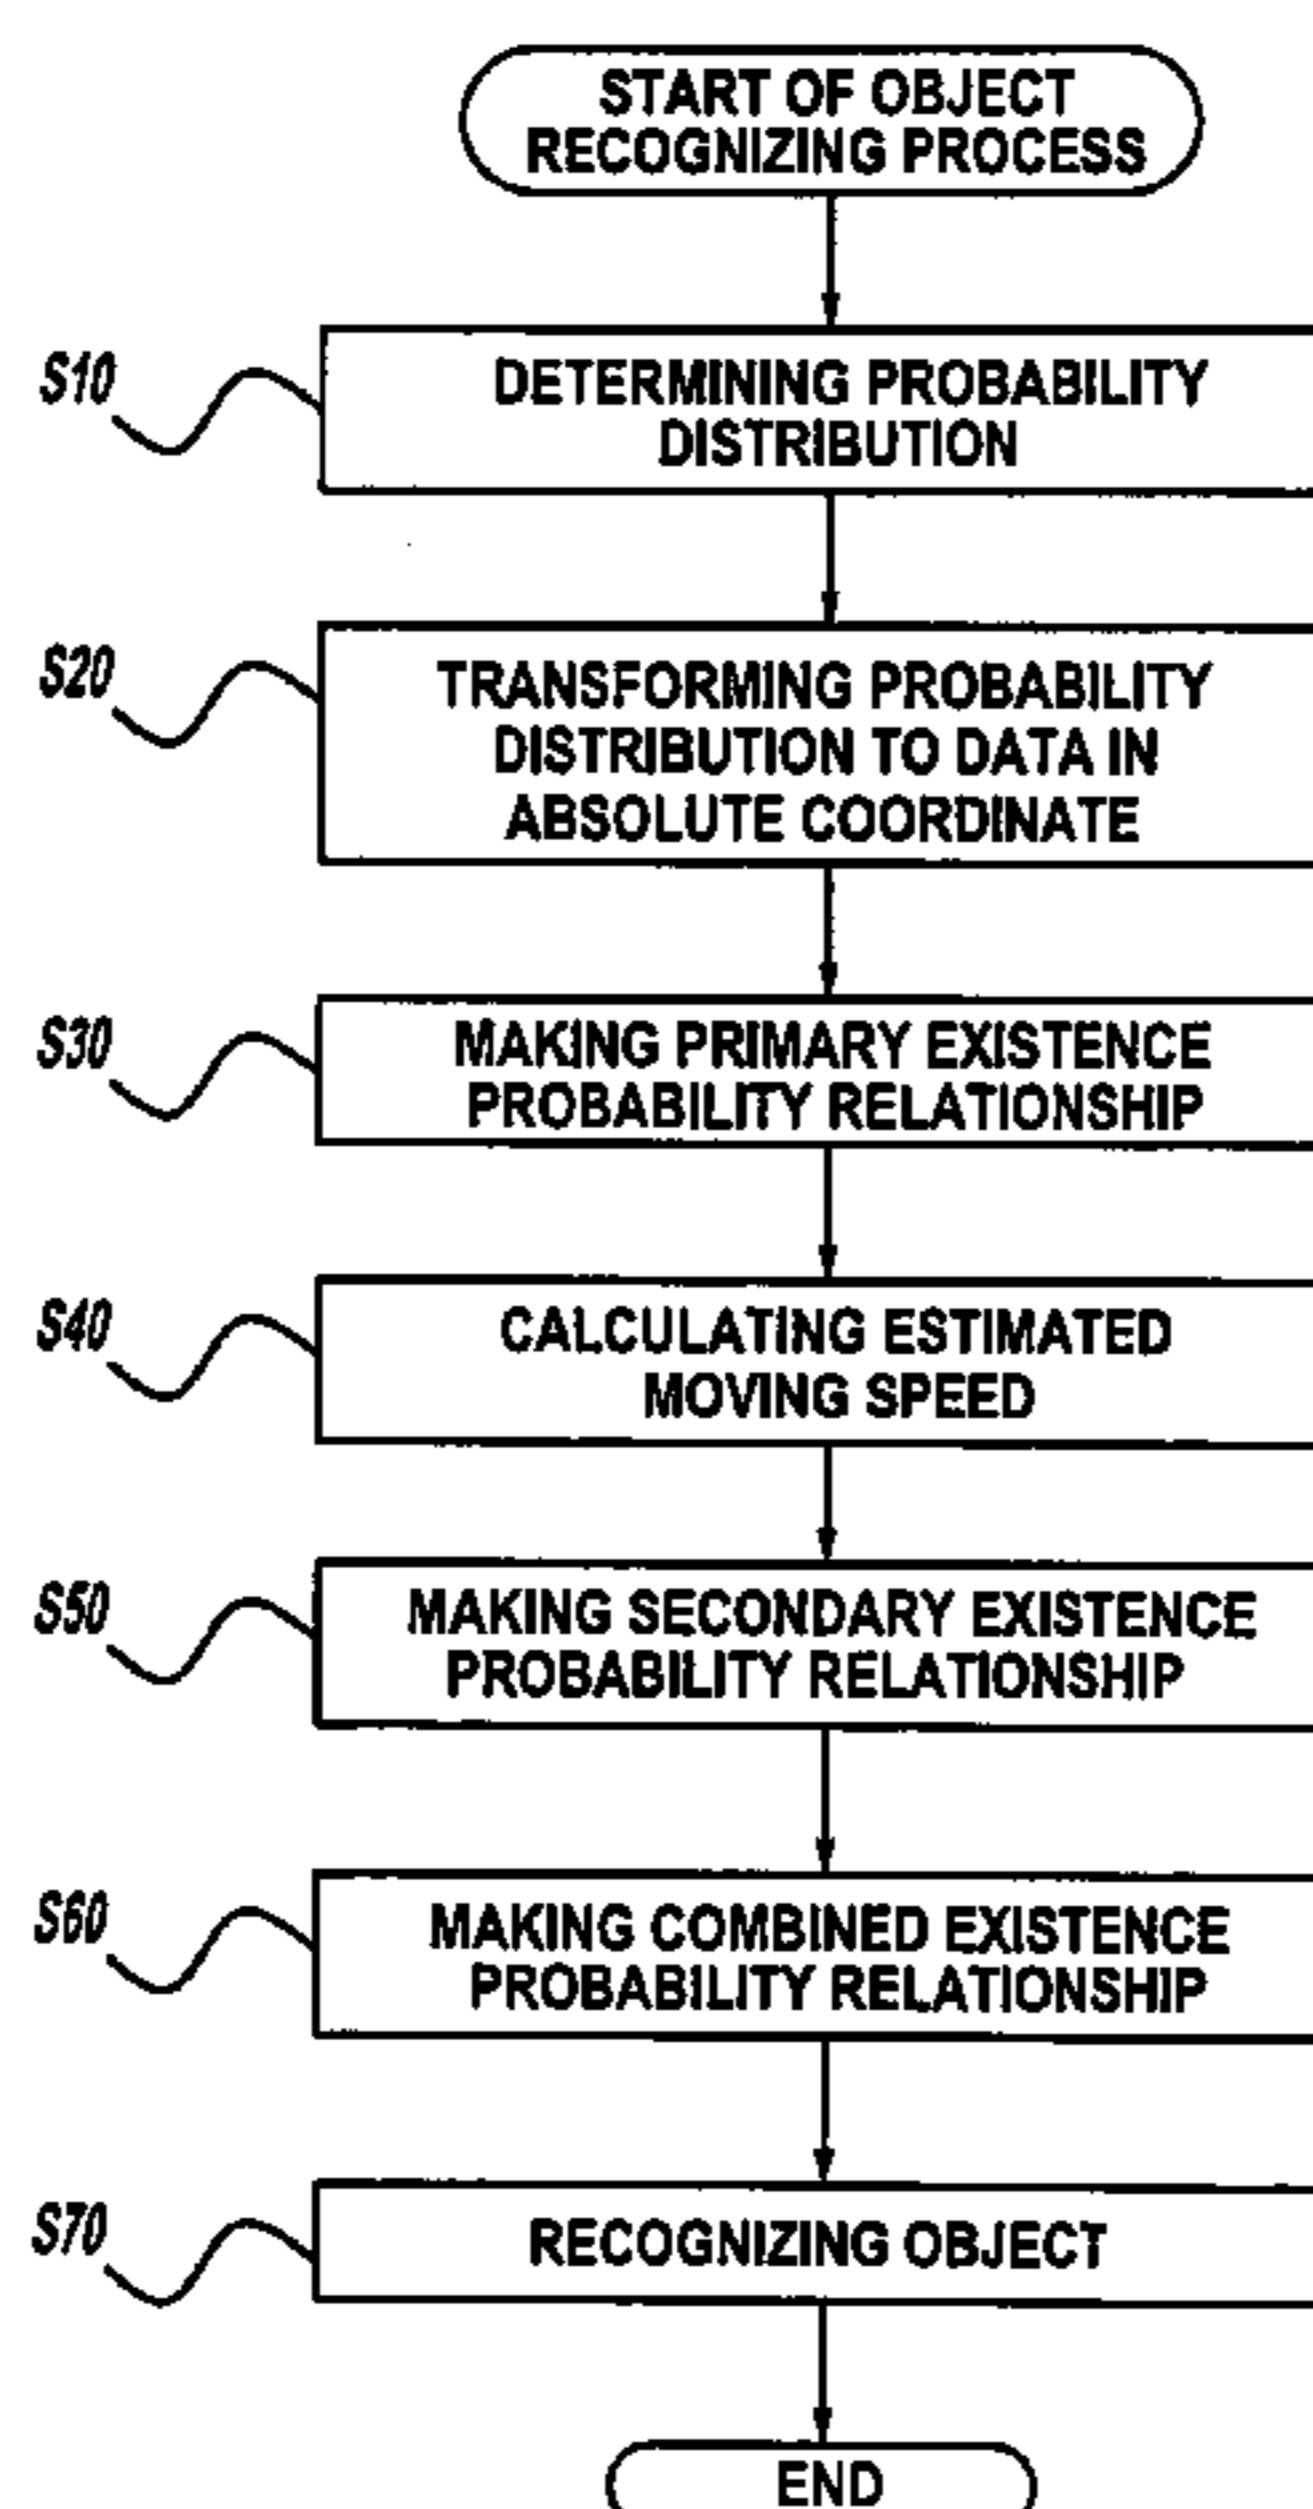 START OF OBJECT
RECOGNIZING PROCESS
S10
DETERMINING PROBABILITY
DISTRIBUTION
S20
TRANSFORMING PROBABILITY
DISTRIBUTION TO DATA IN
ABSOLUTE COORDINATE
S30
MAKING PRIMARY EXISTENCE
PROBABILITY RELATIONSHIP
S40
CALCULATING ESTIMATED
MOVING SPEED
S50
MAKING SECONDARY EXISTENCE
PROBABILITY RELATIONSHIP
S60
MAKING COMBINED EXISTENCE
PROBABILITY RELATIONSHIP
S70
RECOGNIZING OBJECT
END